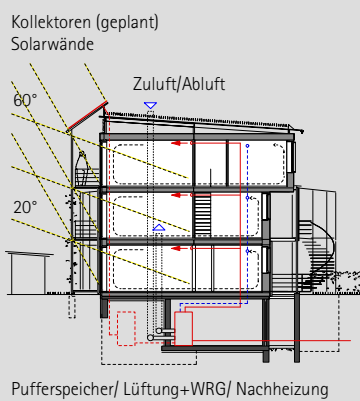 Kollektoren (geplant)
Solarwände
Zuluft/Abluft
60°
20°
Pufferspeicher/ Lüftung+WRG/ Nachheizung